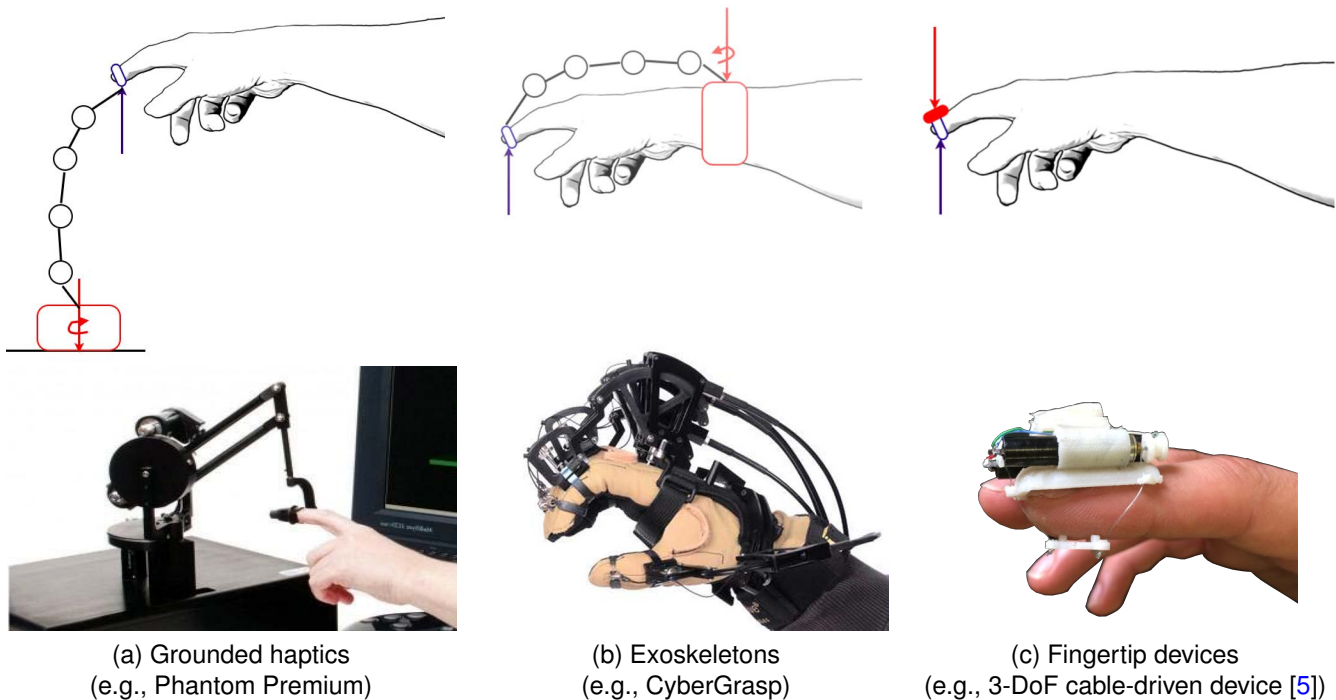 (a) Grounded haptics
(e.g., Phantom Premium)
(b) Exoskeletons
(e.g., CyberGrasp)
(c) Fingertip devices
(e.g., 3-DoF cable-driven device [5])